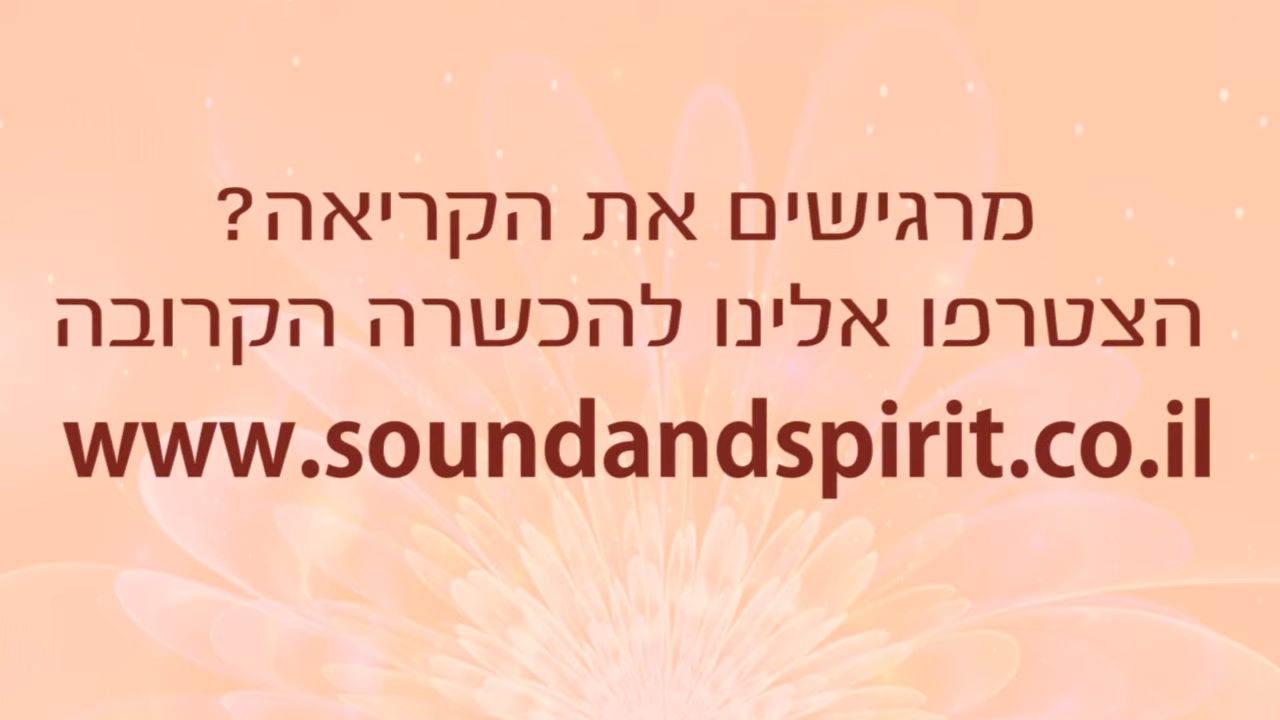 מרגישים את הקריאה?
הצטרפו אלינו להכשרה הקרובה
www.soundandspirit.co.il